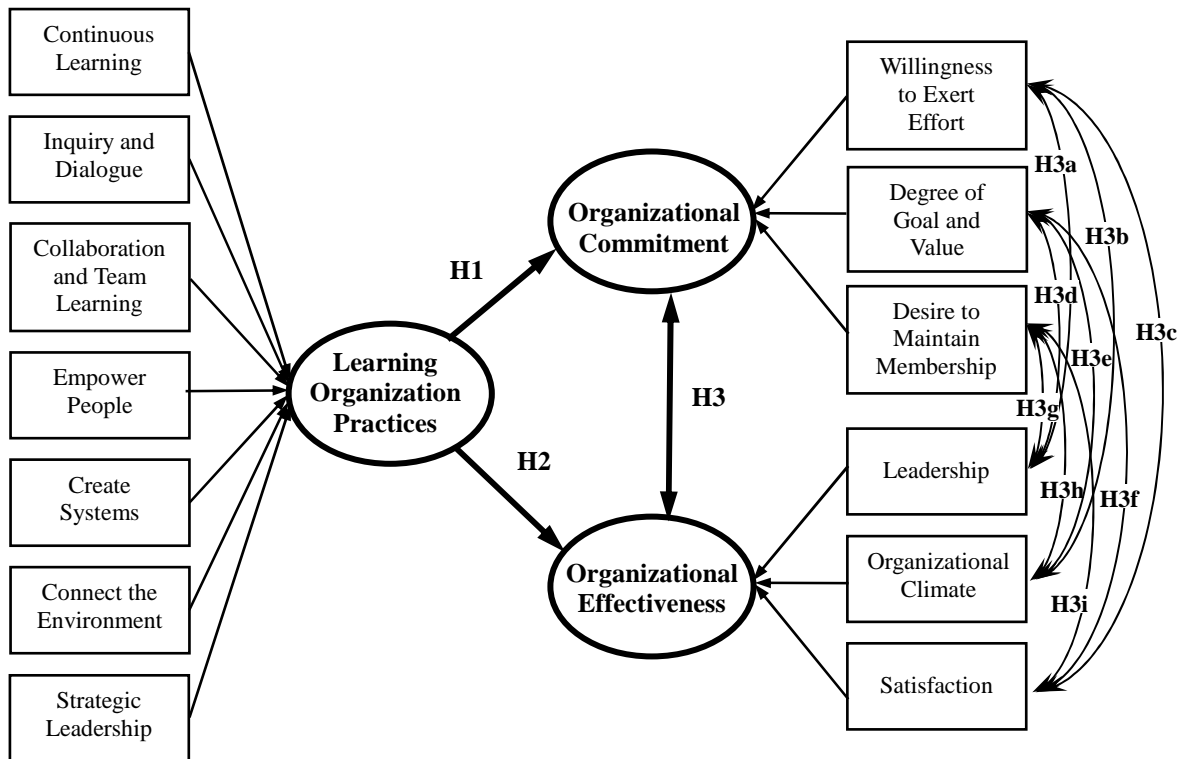 Continuous
Learning
Inquiry and
Dialogue
Collaboration
and Team
Learning
Empower
People
Create
Systems
Connect the
Environment
Strategic
Leadership
Learning
Organization
Practices
H1
H2
Organizational
Commitment
H3
Organizational
Effectiveness
Willingness
to Exert
Effort
Degree of
Goal and
Value
Desire to
Maintain
Membership
Leadership
Organizational
Climate
Satisfaction
H3a
H3b
H3d
H3c
H3e
H3g
H3h
H3f
H3i